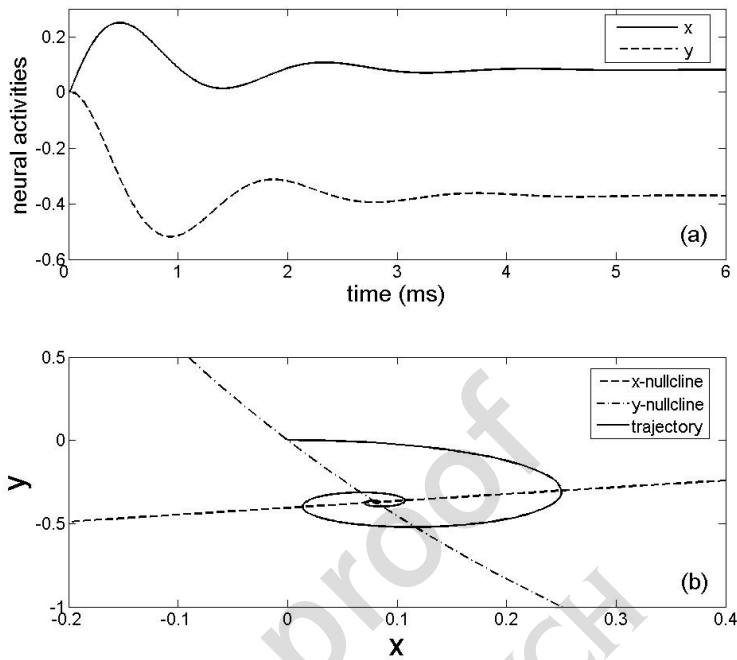 0.2
0
-0.2
-0.4
-0.6
neural activities
x
y
(a)
0 1 2 3 4 5 6
time (ms)
0.5
0
-0.5
-1
y
x-nullcline
y-nullcline
trajectory
(b)
-0.2 -0.1 0 0.1 0.2 0.3 0.4
x
proof